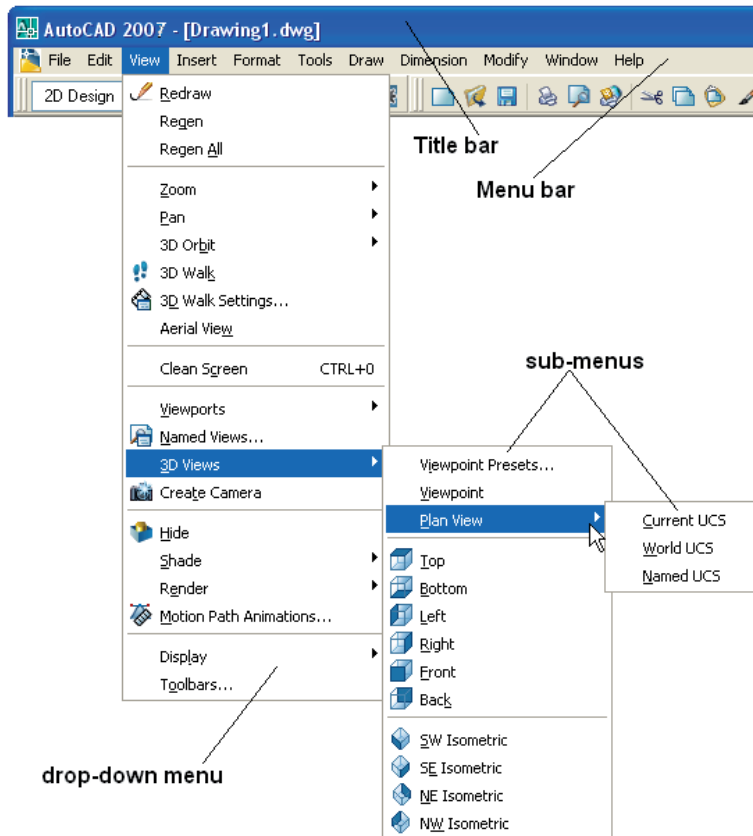 AutoCAD 2007 - [Drawing1.dwg]
File Edit View Insert Format Tools Draw Dimension Modify Window Help
2D Design
Redraw
Regen
Regen All
Title bar
Menu bar
Zoom
Pan
3D Orbit
3D Walk
3D Walk Settings...
Aerial View
Clean Screen CTRL+0
sub-menus
Viewports
Named Views...
3D Views
Create Camera
Hide
Shade
Render
Motion Path Animations...
Display
Toolbars...
drop-down menu
Viewpoint Presets...
Viewpoint
Plan View
Top
Bottom
Left
Right
Front
Back
SW Isometric
SE Isometric
NE Isometric
NW Isometric
Current UCS
World UCS
Named UCS